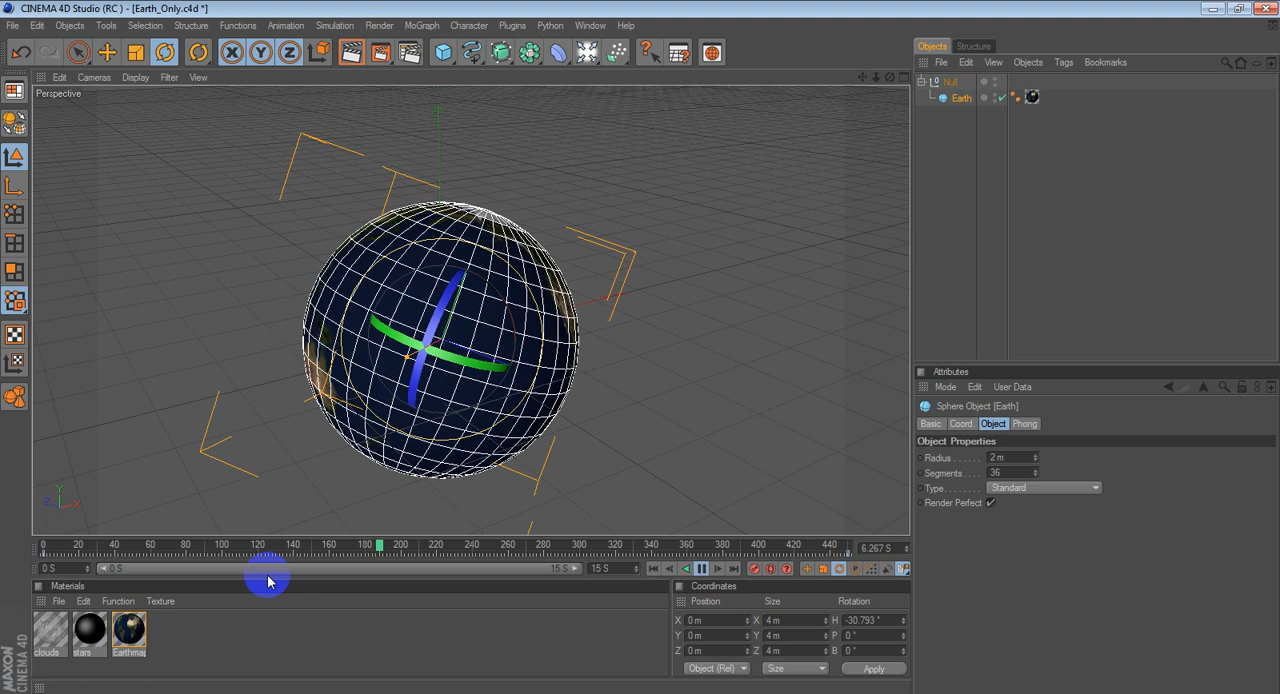 CINEMA 4D Studio (RC ) - [Earth_Only.c4d *]
File Edit Objects Tools Selection Structure Functions Animation Simulation Render MoGraph Character Plugins Python Window Help
X Y Z
Objects Structure
File Edit View Objects Tags Bookmarks
Edit Cameras Display Filter View
Perspective
Null
Earth
Attributes
Mode Edit User Data
Sphere Object [Earth]
Basic Coord. Object Phong
Object Properties
Radius . . . . . . 2 m
Segments . . . . 36
Type. . . . . . . . Standard
Render Perfect
Y
Z X
0 20 40 60 80 100 120 140 160 180 200 220 240 260 280 300 320 340 360 380 400 420 440 6.267 S
0 S 0 S 15 S 15 S P
Materials
File Edit Function Texture
clouds stars Earthmap
Coordinates
Position Size Rotation
X 0 m X 4 m H -30.793 °
Y 0 m Y 4 m P 0 °
Z 0 m Z 4 m B 0 °
Object (Rel) Size Apply
MAXON
CINEMA 4D